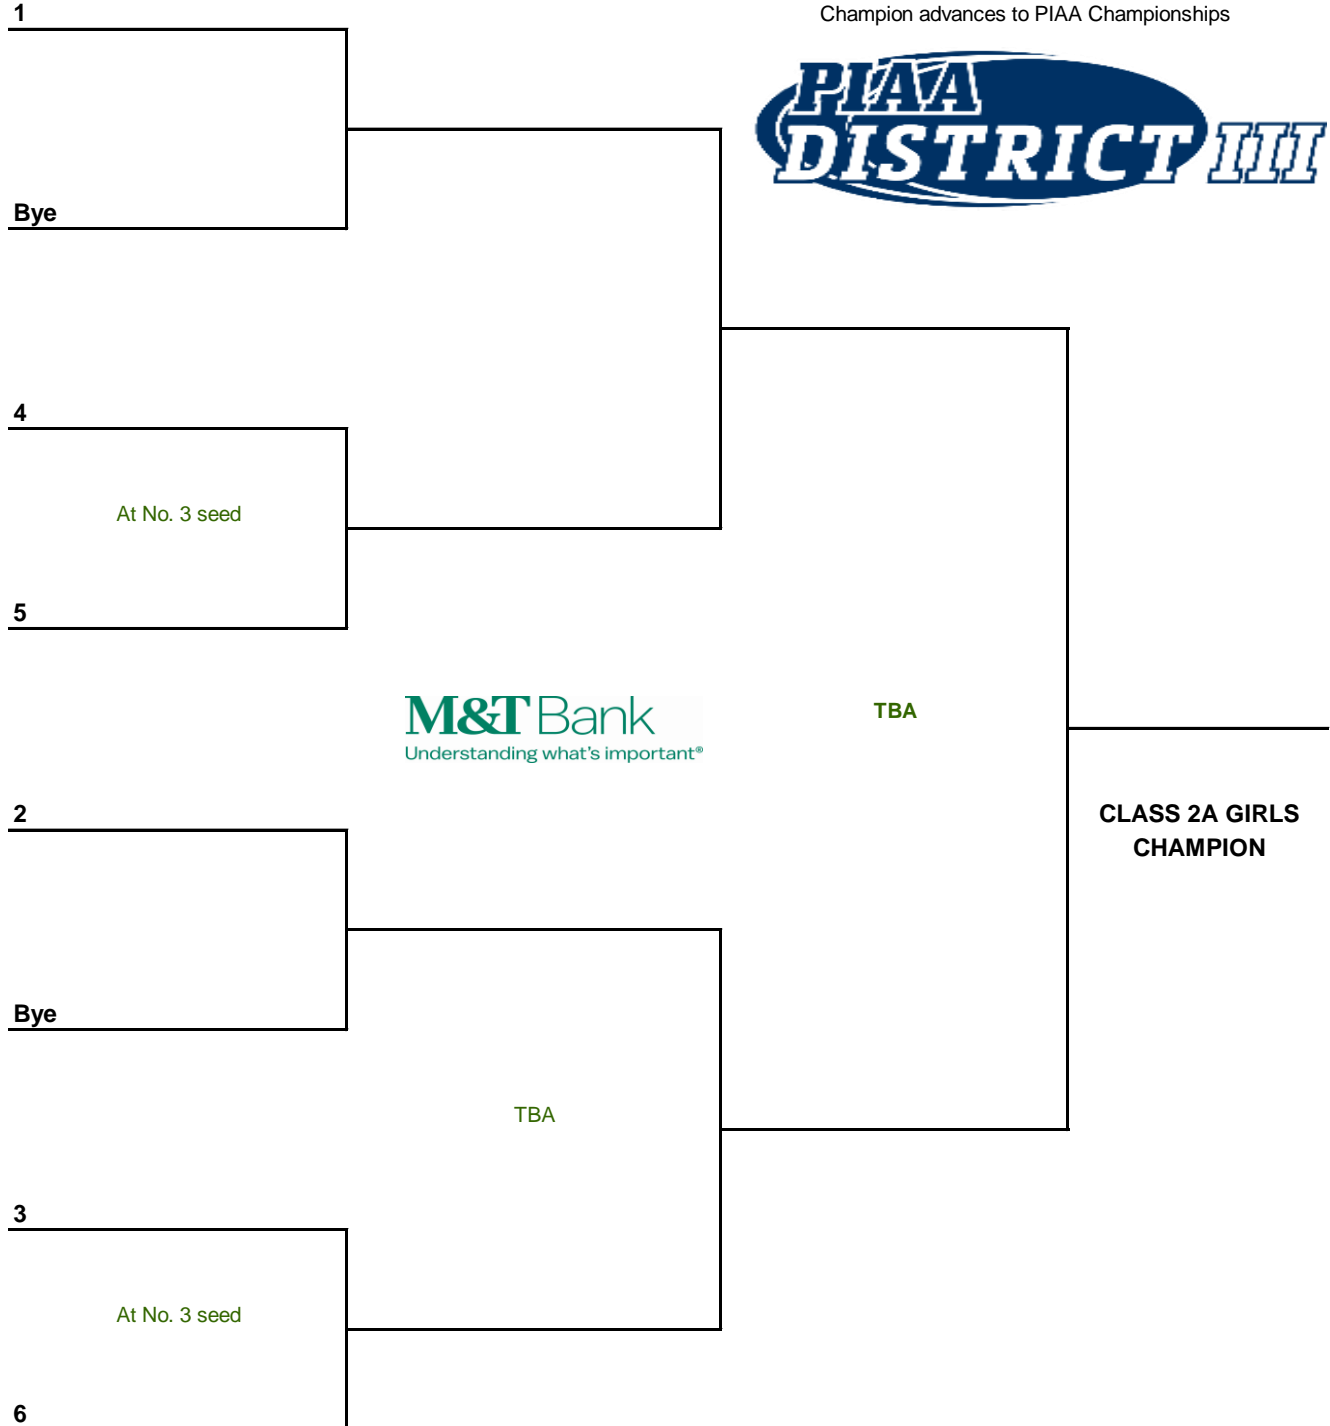 1
Champion advances to PIAA Championships
PIAA
DISTRICT III
Bye
4
At No. 3 seed
5
M&T Bank
Understanding what's important®
TBA
2
CLASS 2A GIRLS
CHAMPION
Bye
TBA
3
At No. 3 seed
6